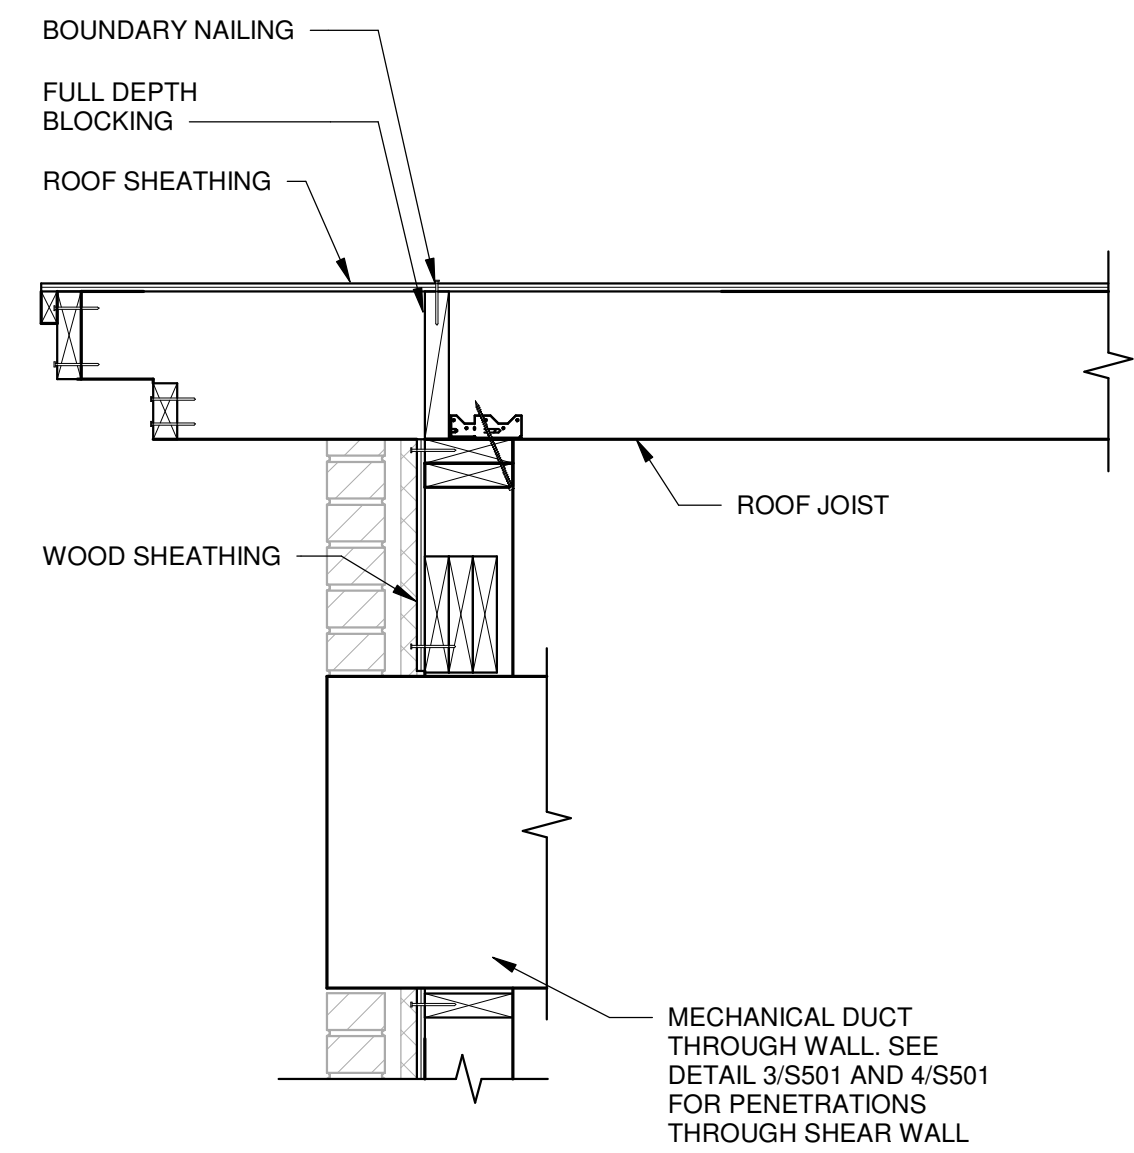 BOUNDARY NAILING
FULL DEPTH
BLOCKING
ROOF SHEATHING
ROOF JOIST
WOOD SHEATHING
MECHANICAL DUCT
THROUGH WALL. SEE
DETAIL 3/S501 AND 4/S501
FOR PENETRATIONS
THROUGH SHEAR WALL